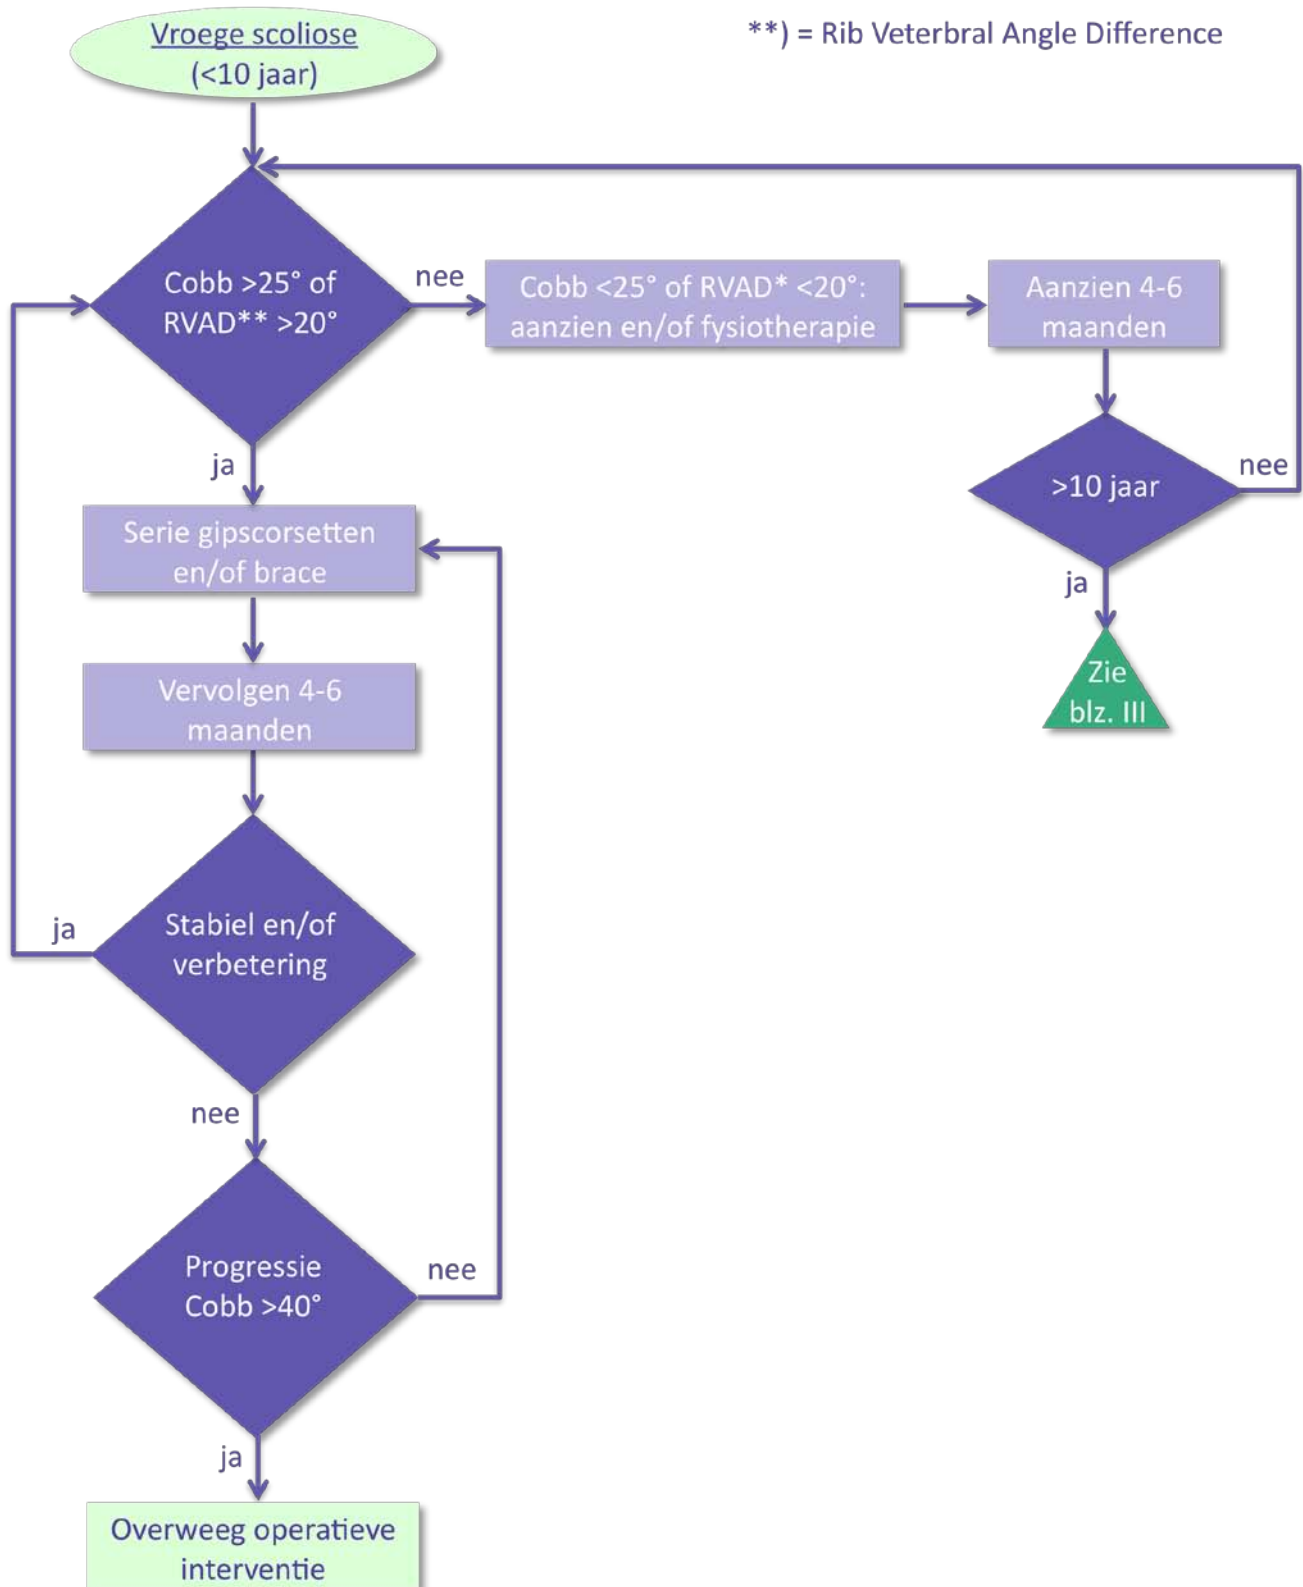 Vroege scoliose
(<10 jaar)
**) = Rib Veterbral Angle Difference
Cobb >25° of
RVAD** >20°
nee
Cobb <25° of RVAD* <20°:
aanzien en/of fysiotherapie
Aanzien 4-6
maanden
>10 jaar
nee
ja
Zie
blz. III
ja
Serie gipscorsetten
en/of brace
Vervolgen 4-6
maanden
Stabiel en/of
verbetering
ja
nee
Progressie
Cobb >40°
nee
ja
Overweeg operatieve
interventie